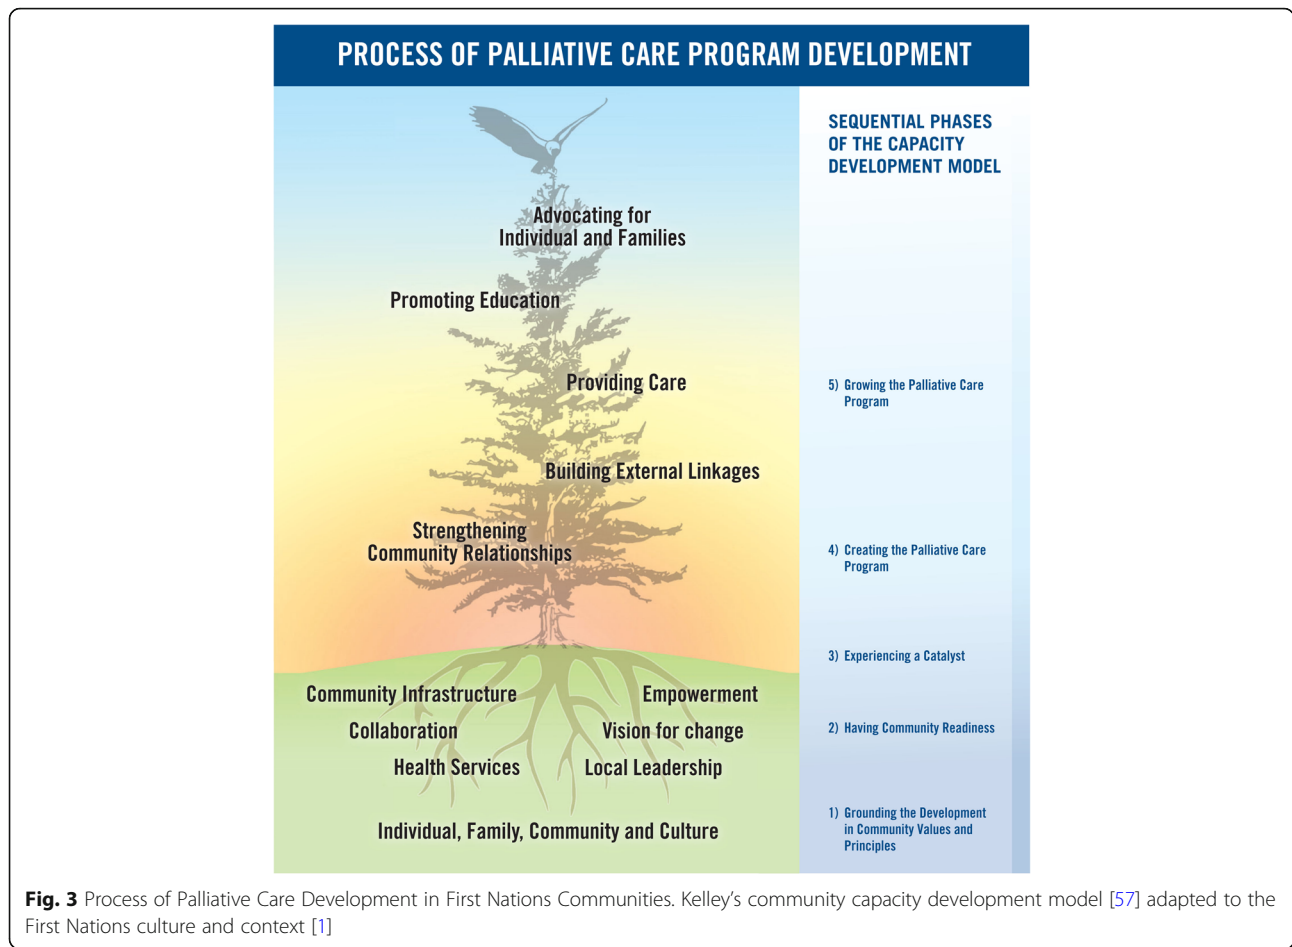 PROCESS OF PALLIATIVE CARE PROGRAM DEVELOPMENT
SEQUENTIAL PHASES
OF THE CAPACITY
DEVELOPMENT MODEL
Advocating for
Individual and Families
Promoting Education
Providing Care
5) Growing the Palliative Care
Program
Building External Linkages
Strengthening
Community Relationships
4) Creating the Palliative Care
Program
3) Experiencing a Catalyst
Community Infrastructure
Empowerment
Collaboration
Vision for change
2) Having Community Readiness
Health Services
Local Leadership
Individual, Family, Community and Culture
1) Grounding the Development
in Community Values and
Principles
Fig. 3 Process of Palliative Care Development in First Nations Communities. Kelley’s community capacity development model [57] adapted to the
First Nations culture and context [1]